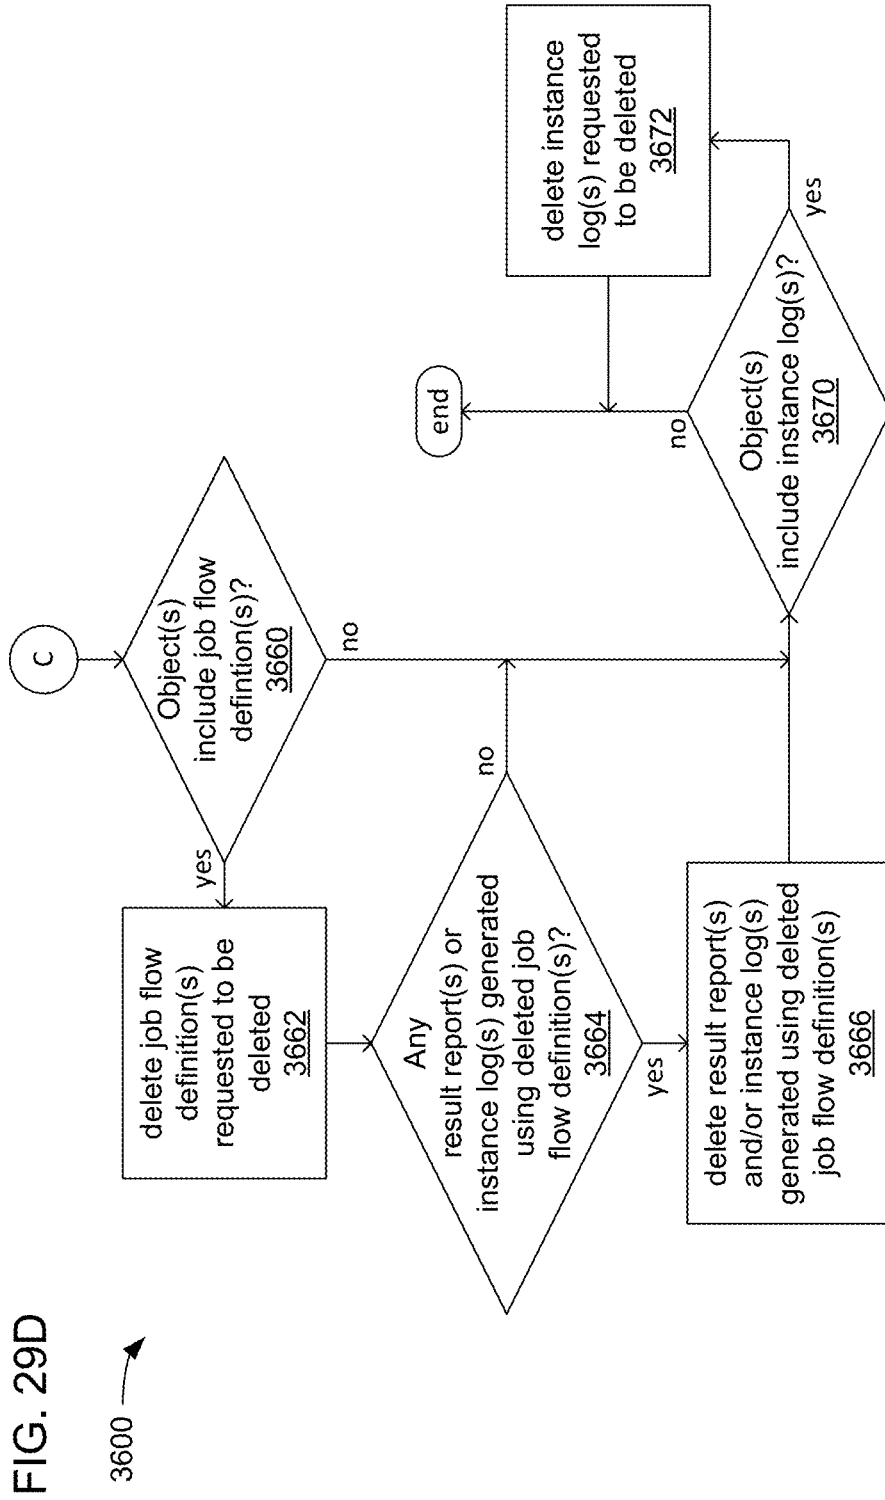 FIG. 29D
3600
C
Object(s)
include job flow
defintion(s)?
3660
yes
no
delete job flow
definition(s)
requested to be
deleted
3662
Any
result report(s) or
instance log(s) generated
using deleted job
flow definition(s)?
3664
no
yes
delete result report(s)
and/or instance log(s)
generated using deleted
job flow definition(s)
3666
Object(s)
include instance log(s)?
3670
no
yes
delete instance
log(s) requested
to be deleted
3672
end